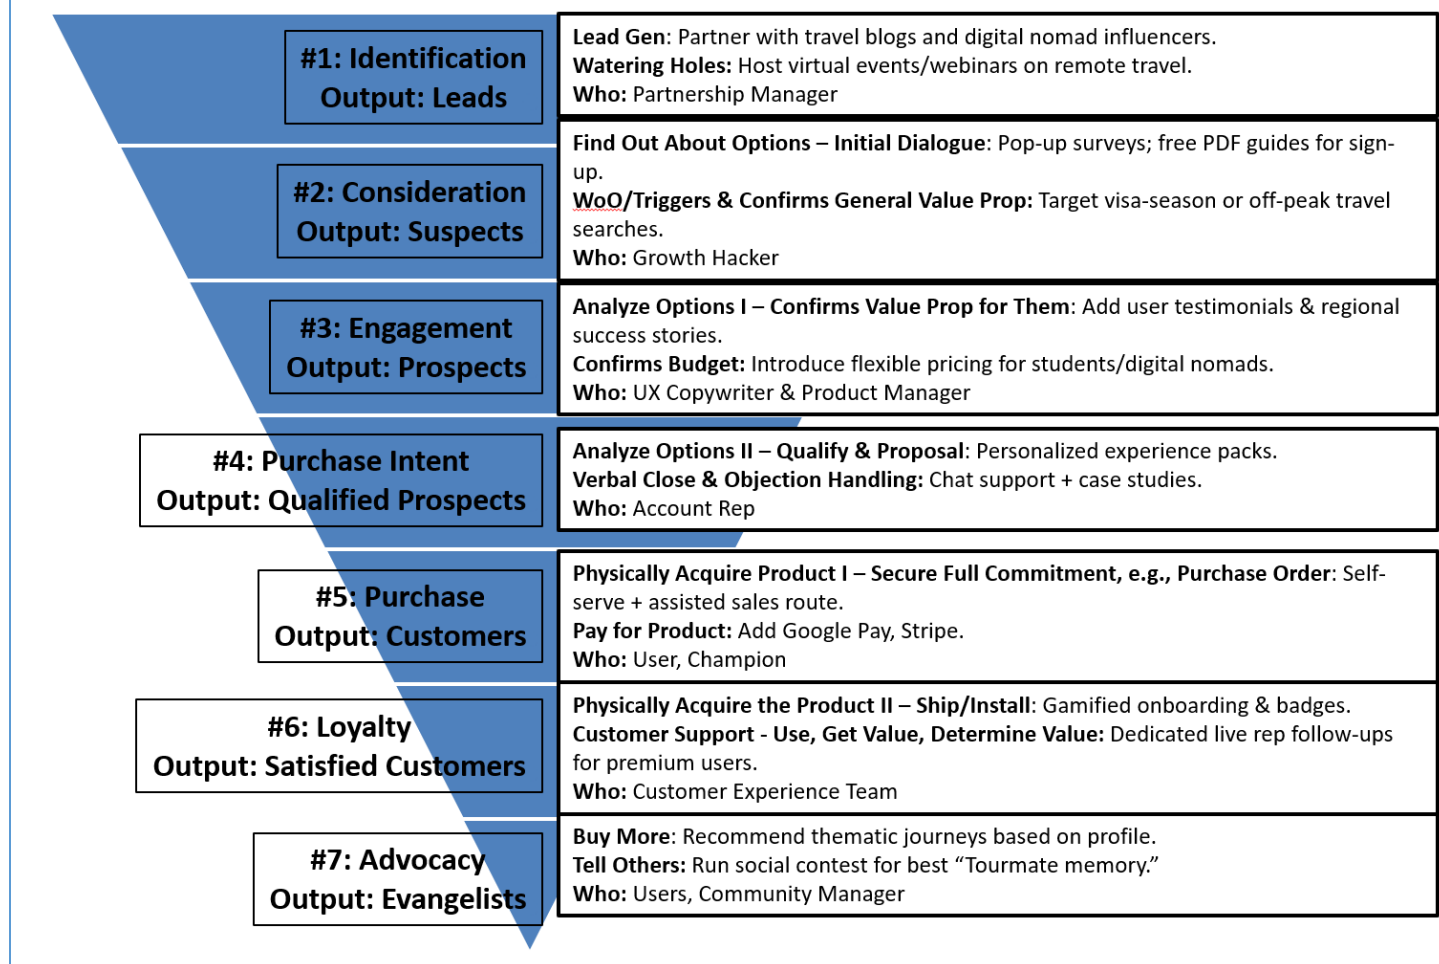 #1: Identification
Output: Leads
Lead Gen: Partner with travel blogs and digital nomad influencers.
Watering Holes: Host virtual events/webinars on remote travel.
Who: Partnership Manager
#2: Consideration
Output: Suspects
Find Out About Options – Initial Dialogue: Pop-up surveys; free PDF guides for sign-
up.
WoO/Triggers & Confirms General Value Prop: Target visa-season or off-peak travel
searches.
Who: Growth Hacker
#3: Engagement
Output: Prospects
Analyze Options I – Confirms Value Prop for Them: Add user testimonials & regional
success stories.
Confirms Budget: Introduce flexible pricing for students/digital nomads.
Who: UX Copywriter & Product Manager
#4: Purchase Intent
Output: Qualified Prospects
Analyze Options II – Qualify & Proposal: Personalized experience packs.
Verbal Close & Objection Handling: Chat support + case studies.
Who: Account Rep
#5: Purchase
Output: Customers
Physically Acquire Product I – Secure Full Commitment, e.g., Purchase Order: Self-
serve + assisted sales route.
Pay for Product: Add Google Pay, Stripe.
Who: User, Champion
#6: Loyalty
Output: Satisfied Customers
Physically Acquire the Product II – Ship/Install: Gamified onboarding & badges.
Customer Support - Use, Get Value, Determine Value: Dedicated live rep follow-ups
for premium users.
Who: Customer Experience Team
#7: Advocacy
Output: Evangelists
Buy More: Recommend thematic journeys based on profile.
Tell Others: Run social contest for best “Tourmate memory.”
Who: Users, Community Manager